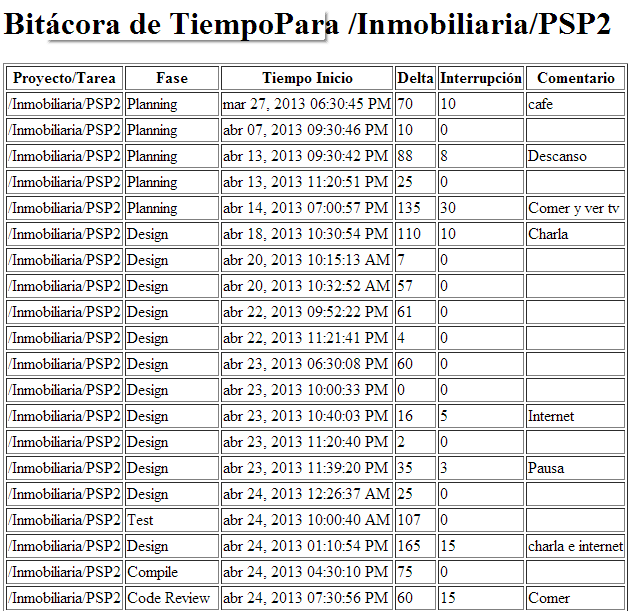 Bitácora de TiempoPara /Inmobiliaria/PSP2
Proyecto/Tarea Fase Tiempo Inicio Delta Interrupción Comentario
/Inmobiliaria/PSP2 Planning mar 27, 2013 06:30:45 PM 70 10 cafe
/Inmobiliaria/PSP2 Planning abr 07, 2013 09:30:46 PM 10 0
/Inmobiliaria/PSP2 Planning abr 13, 2013 09:30:42 PM 88 8 Descanso
/Inmobiliaria/PSP2 Planning abr 13, 2013 11:20:51 PM 25 0
/Inmobiliaria/PSP2 Planning abr 14, 2013 07:00:57 PM 135 30 Comer y ver tv
/Inmobiliaria/PSP2 Design abr 18, 2013 10:30:54 PM 110 10 Charla
/Inmobiliaria/PSP2 Design abr 20, 2013 10:15:13 AM 7 0
/Inmobiliaria/PSP2 Design abr 20, 2013 10:32:52 AM 57 0
/Inmobiliaria/PSP2 Design abr 22, 2013 09:52:22 PM 61 0
/Inmobiliaria/PSP2 Design abr 22, 2013 11:21:41 PM 4 0
/Inmobiliaria/PSP2 Design abr 23, 2013 06:30:08 PM 60 0
/Inmobiliaria/PSP2 Design abr 23, 2013 10:00:33 PM 0 0
/Inmobiliaria/PSP2 Design abr 23, 2013 10:40:03 PM 16 5 Internet
/Inmobiliaria/PSP2 Design abr 23, 2013 11:20:40 PM 2 0
/Inmobiliaria/PSP2 Design abr 23, 2013 11:39:20 PM 35 3 Pausa
/Inmobiliaria/PSP2 Design abr 24, 2013 12:26:37 AM 25 0
/Inmobiliaria/PSP2 Test abr 24, 2013 10:00:40 AM 107 0
/Inmobiliaria/PSP2 Design abr 24, 2013 01:10:54 PM 165 15 charla e internet
/Inmobiliaria/PSP2 Compile abr 24, 2013 04:30:10 PM 75 0
/Inmobiliaria/PSP2 Code Review abr 24, 2013 07:30:56 PM 60 15 Comer